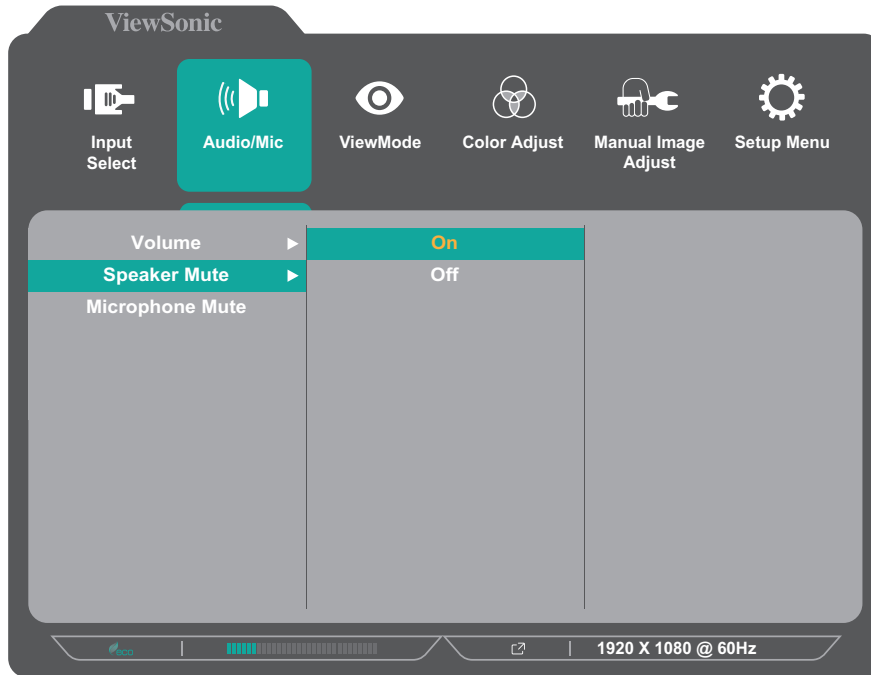 ViewSonic
Input
Select
Audio/Mic
ViewMode
Color Adjust
Manual Image
Adjust
Setup Menu
Volume
On
Speaker Mute
Off
Microphone Mute
eco
1920 X 1080 @ 60Hz